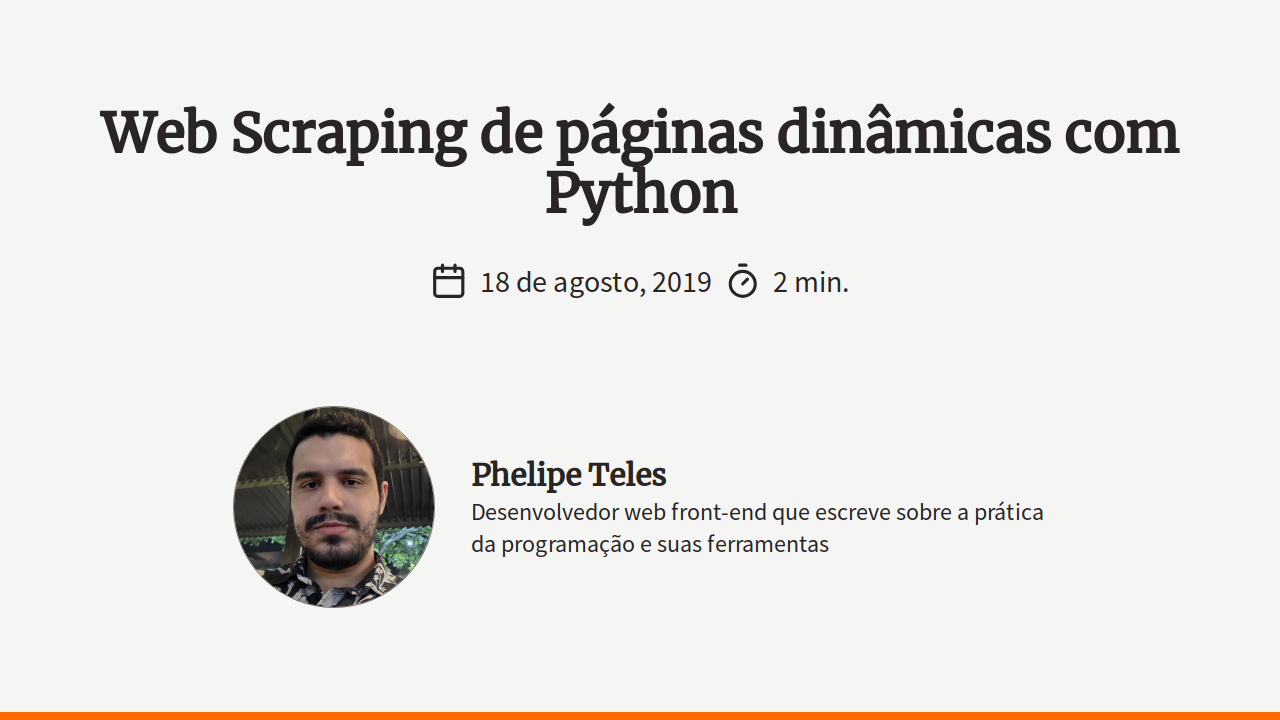 Web Scraping de páginas dinâmicas com
Python
18 de agosto, 2019 2 min.
Phelipe Teles
Desenvolvedor web front-end que escreve sobre a prática
da programação e suas ferramentas